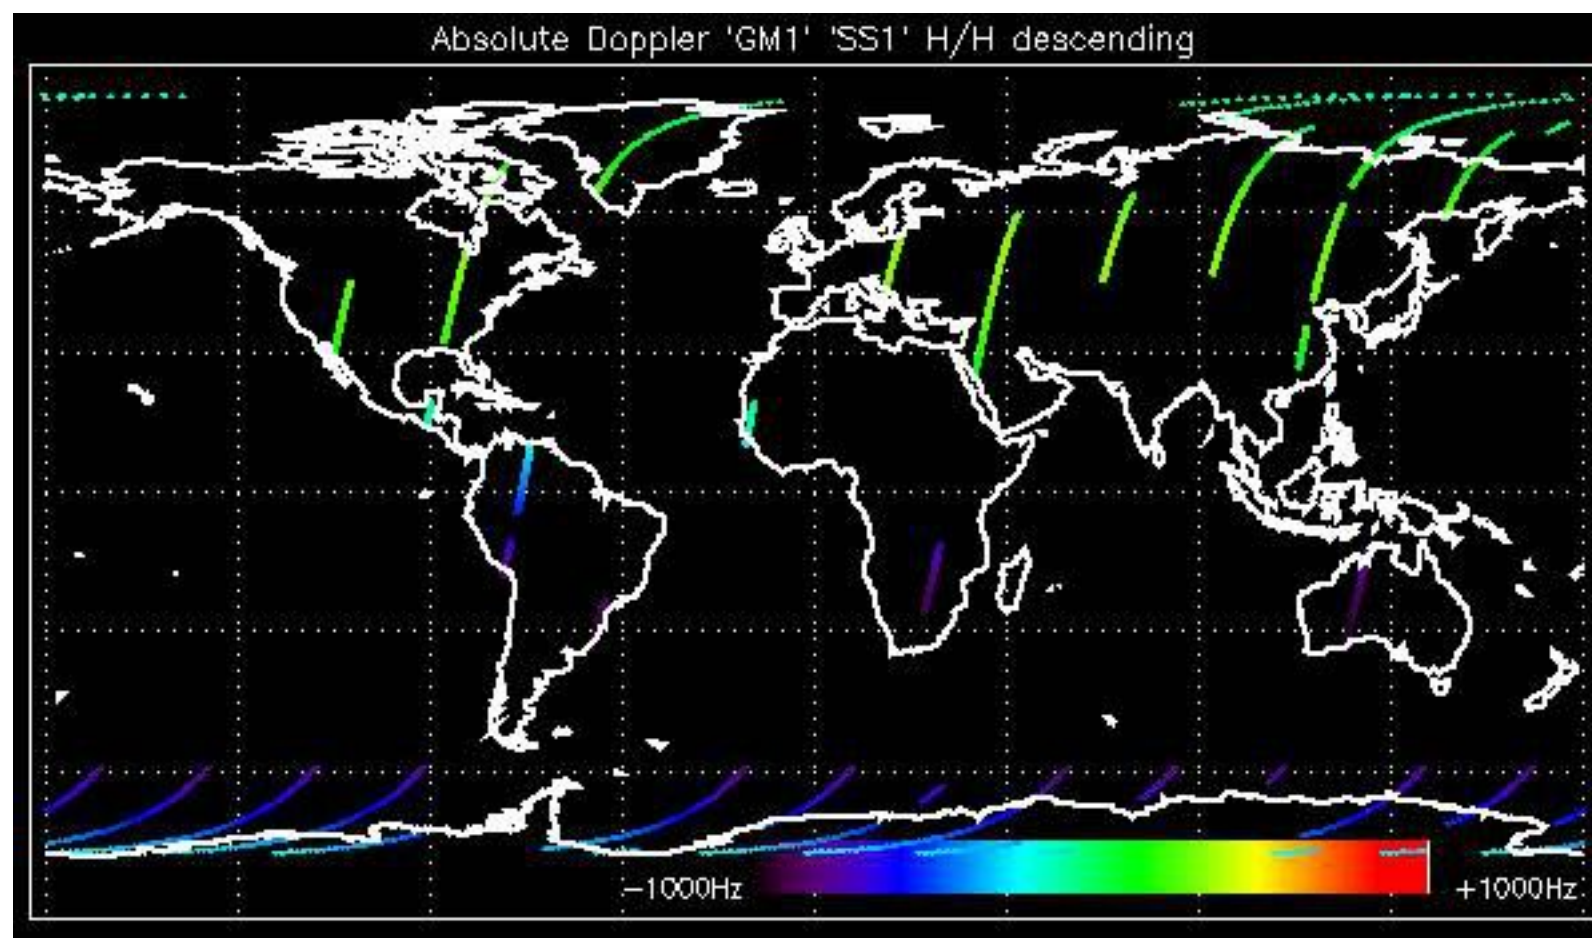 Absolute Doppler 'GM1' 'SS1' H/H descending
-1000Hz +1000Hz